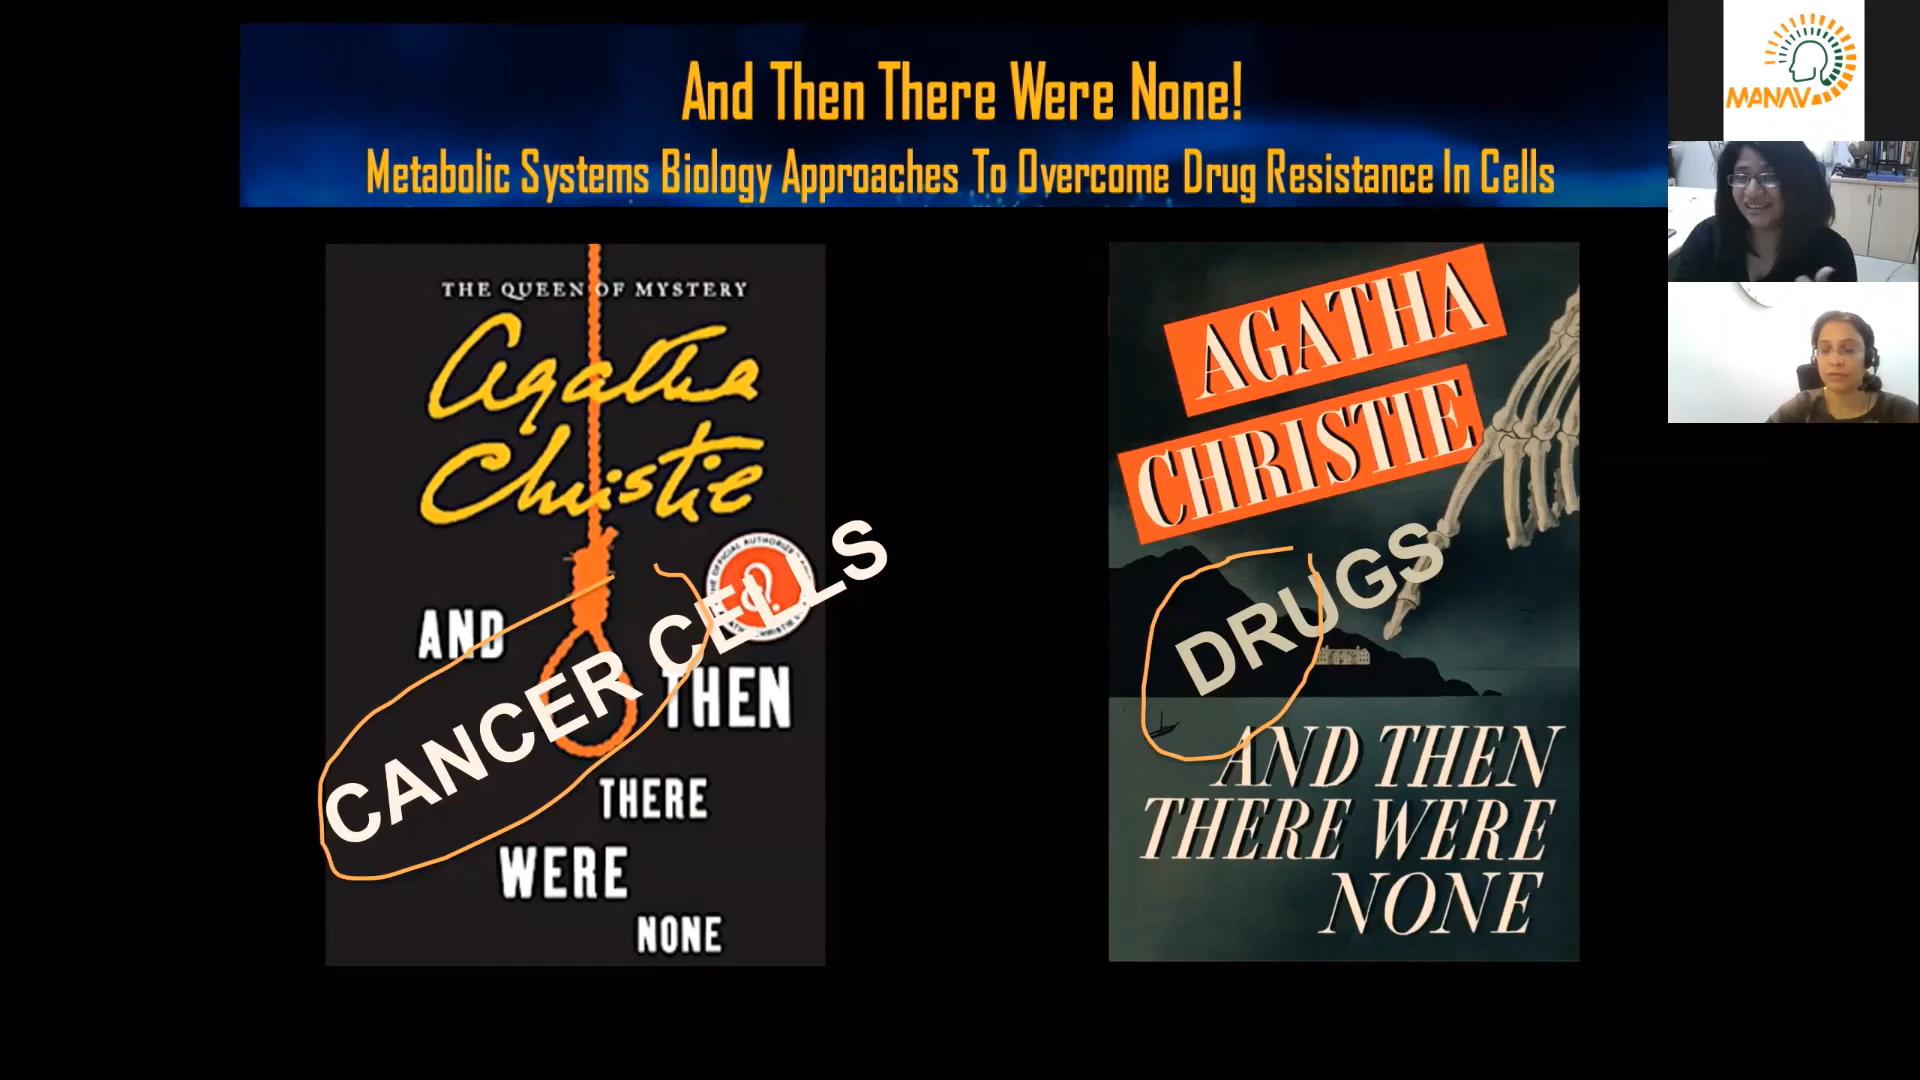 And Then There Were None!
Metabolic Systems Biology Approaches To Overcome Drug Resistance In Cells
MANAV
THE QUEEN OF MYSTERY
Agatha
Christie
AND
THEN
THERE
WERE
NONE
CANCER CELLS
AGATHA
CHRISTIE
DRUGS
AND THEN
THERE WERE
NONE